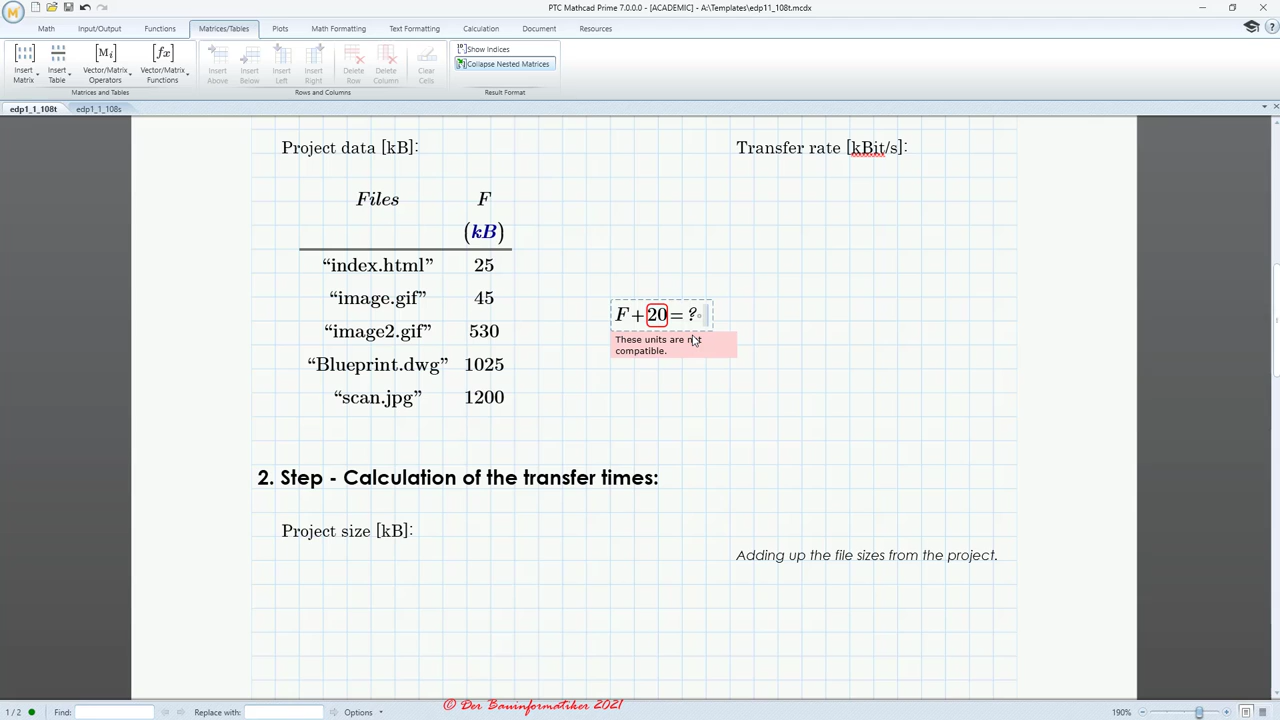 PTC Mathcad Prime 7.0.0.0 - [ACADEMIC] - A:\Templates\edp11_108t.mcdx
Math Input/Output Functions Matrices/Tables Plots Math Formatting Text Formatting Calculation Document Resources
Insert Matrix Insert Table Vector/Matrix Operators Vector/Matrix Functions Insert Above Insert Below Insert Left Insert Right Delete Row Delete Column Clear Cells Show Indices
Collapse Nested Matrices
Matrices and Tables Rows and Columns Result Format
edp1_1_108t edp1_1_108s
Project data [kB]: Transfer rate [kBit/s]:
Files F
(kB)
“index.html” 25
“image.gif” 45
“image2.gif” 530
“Blueprint.dwg” 1025
“scan.jpg” 1200
F+20=?
These units are not
compatible.
2. Step - Calculation of the transfer times:
Project size [kB]:
Adding up the file sizes from the project.
1 / 2 Find: Replace with: Options 190%
© Der Bauinformatiker 2021